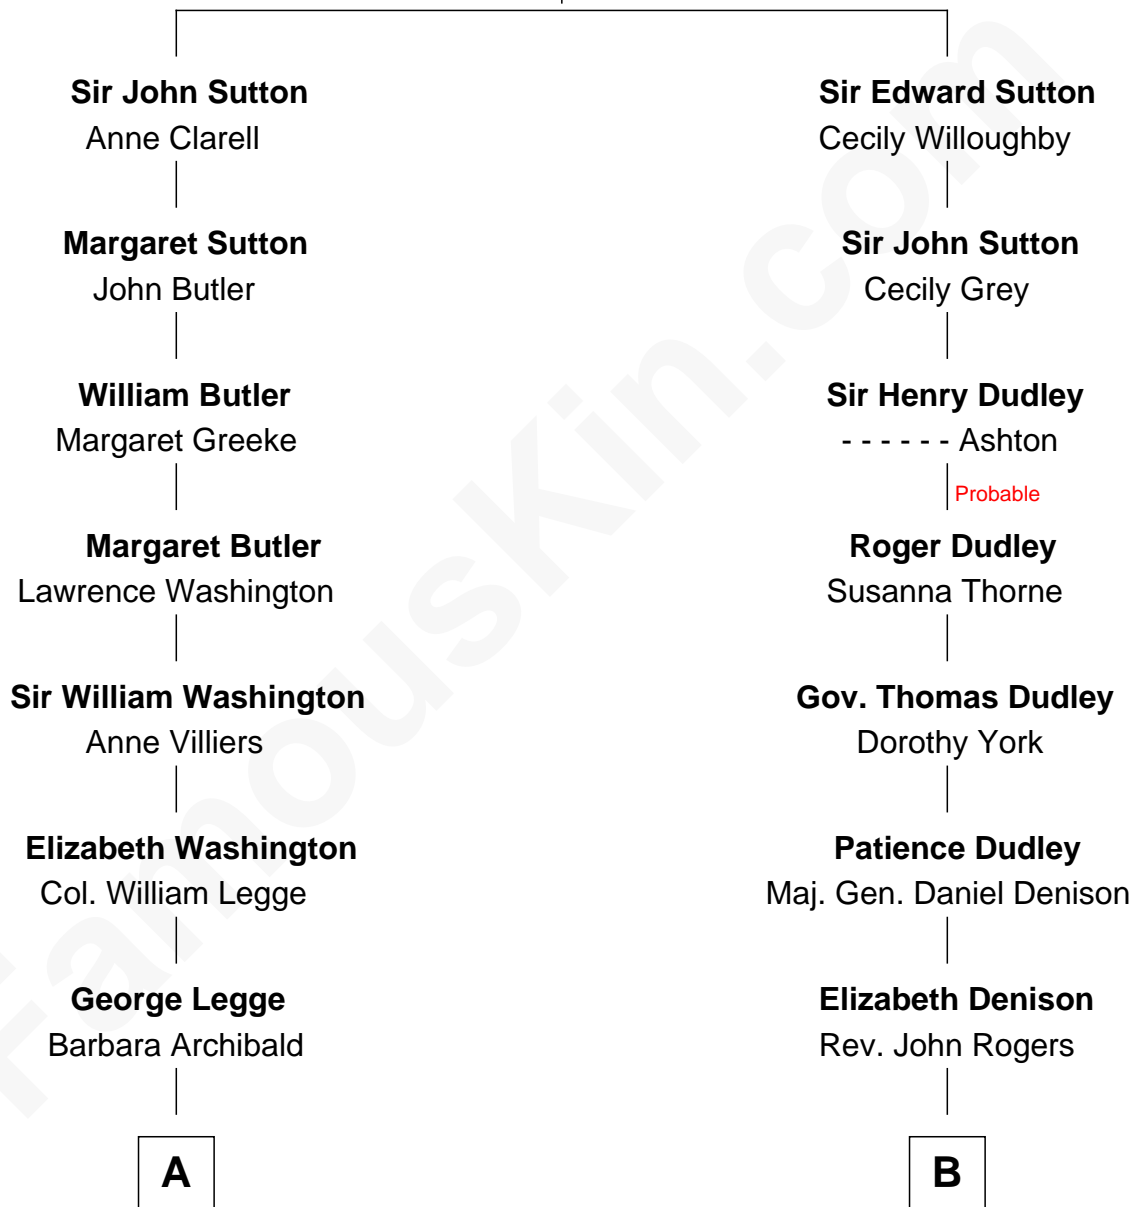 Sir John Sutton
Anne Clarell
Margaret Sutton
John Butler
William Butler
Margaret Greeke
Margaret Butler
Lawrence Washington
Sir William Washington
Anne Villiers
Elizabeth Washington
Col. William Legge
George Legge
Barbara Archibald
A
Sir Edward Sutton
Cecily Willoughby
Sir John Sutton
Cecily Grey
Sir Henry Dudley
- - - - - - Ashton
Probable
Roger Dudley
Susanna Thorne
Gov. Thomas Dudley
Dorothy York
Patience Dudley
Maj. Gen. Daniel Denison
Elizabeth Denison
Rev. John Rogers
B
FamousKin.com